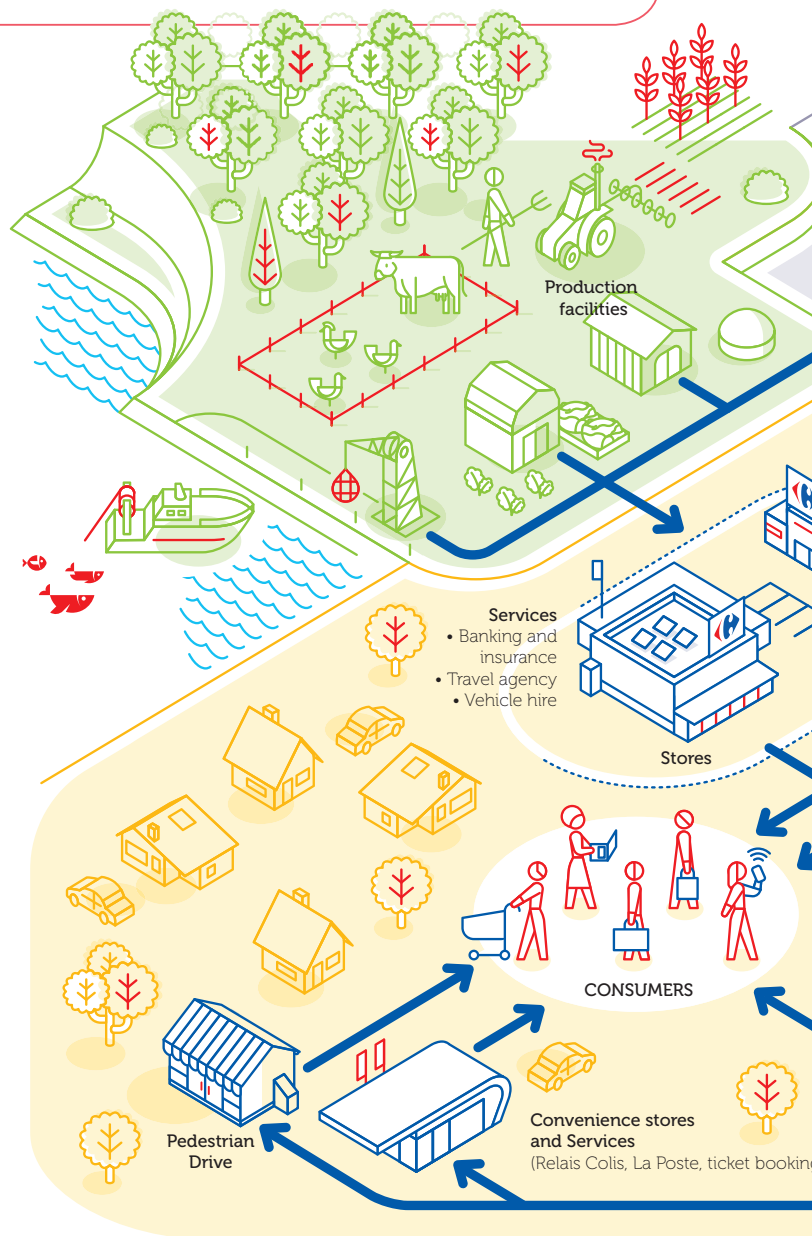 Production
facilities
Services
• Banking and
insurance
• Travel agency
• Vehicle hire
Stores
CONSUMERS
Convenience stores
and Services
(Relais Colis, La Poste, ticket booking
Pedestrian
Drive